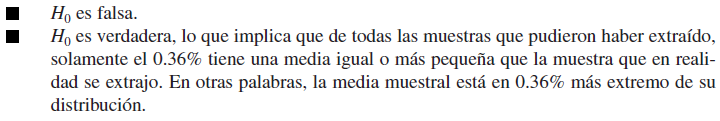 ■ H₀ es falsa.
■ H₀ es verdadera, lo que implica que de todas las muestras que pudieron haber extraído,
solamente el 0.36% tiene una media igual o más pequeña que la muestra que en reali-
dad se extrajo. En otras palabras, la media muestral está en 0.36% más extremo de su
distribución.